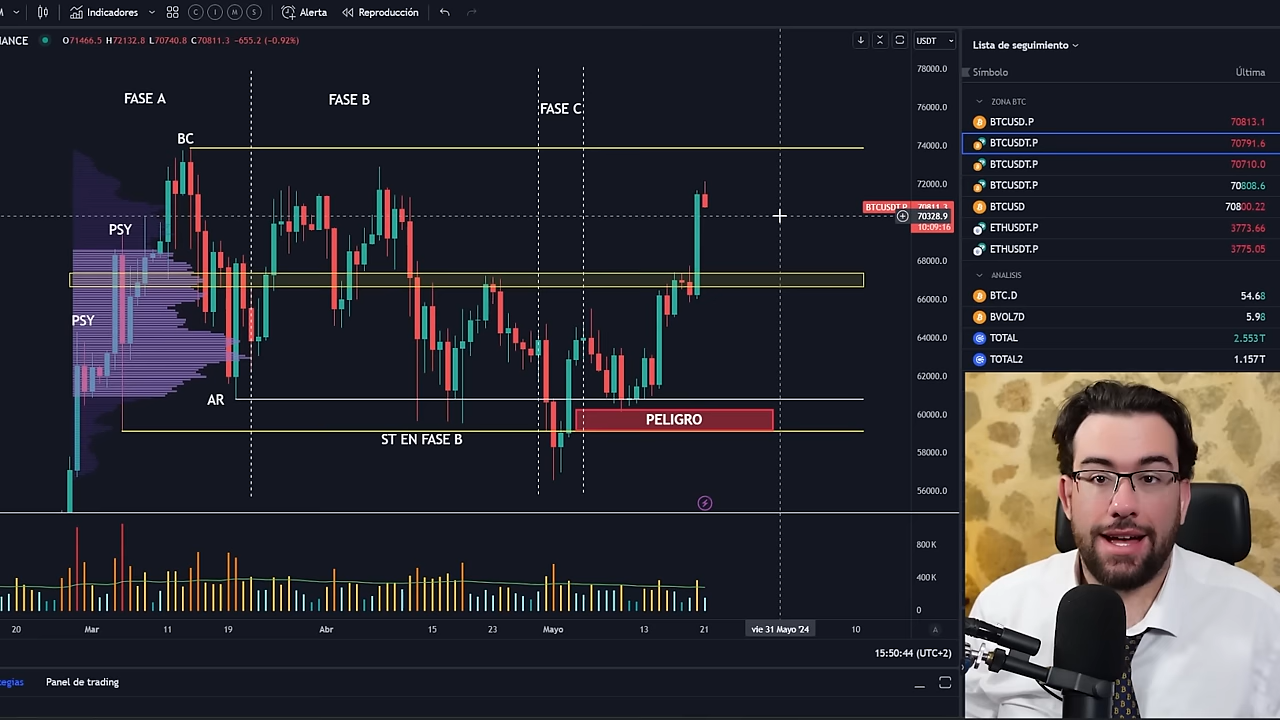 Indicadores
C I M S
Alerta
Reproducción
O71466.5 H72132.8 L70740.8 C70811.3 -655.2 (-0.92%)
USDT
78000.0
76000.0
74000.0
72000.0
BTCUSDT.P 70811.3
70328.9
10:09:16
68000.0
66000.0
64000.0
62000.0
60000.0
58000.0
56000.0
800K
400K
0
FASE A
FASE B
FASE C
BC
PSY
PSY
AR
PELIGRO
ST EN FASE B
20 Mar 11 19 Abr 15 23 Mayo 13 21 vie 31 Mayo '24 10
A
15:50:44 (UTC+2)
Panel de trading
Lista de seguimiento
Símbolo Última
ZONA BTC
BTCUSD.P 70813.1
BTCUSDT.P 70791.6
BTCUSDT.P 70710.0
BTCUSDT.P 70808.6
BTCUSD 70800.22
ETHUSDT.P 3773.66
ETHUSDT.P 3775.05
ANALISIS
BTC.D 54.68
BVOL7D 5.98
TOTAL 2.553T
TOTAL2 1.157T